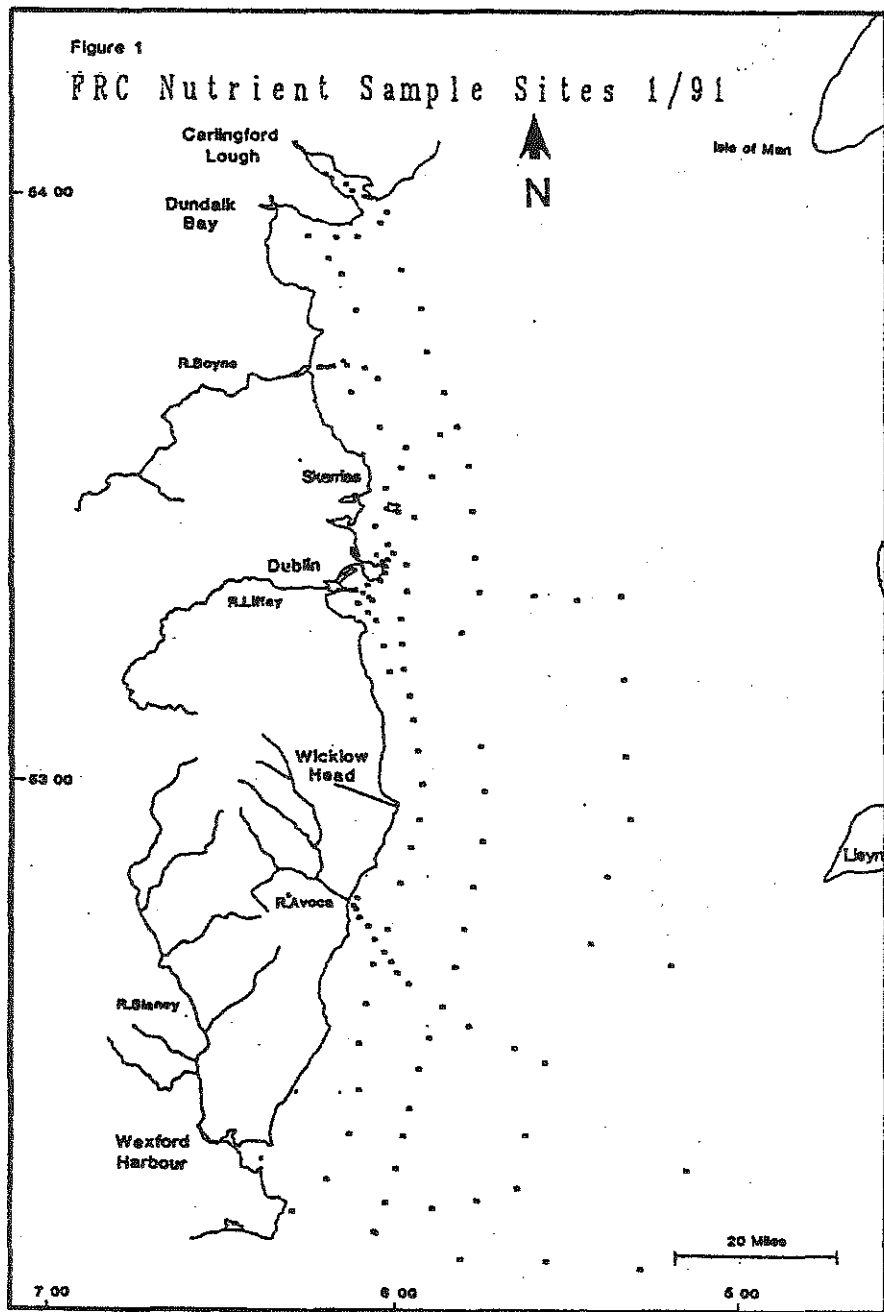 Figure 1
FRC Nutrient Sample Sites 1/91
Carlingford
Lough
Isle of Man
N
54 00
Dundalk
Bay
R.Boyne
Skerries
Dublin
R.Liffey
Wicklow
Head
53 00
Lleyn
R.Avoca
R.Slaney
Wexford
Harbour
20 Miles
7 00
6 00
5 00